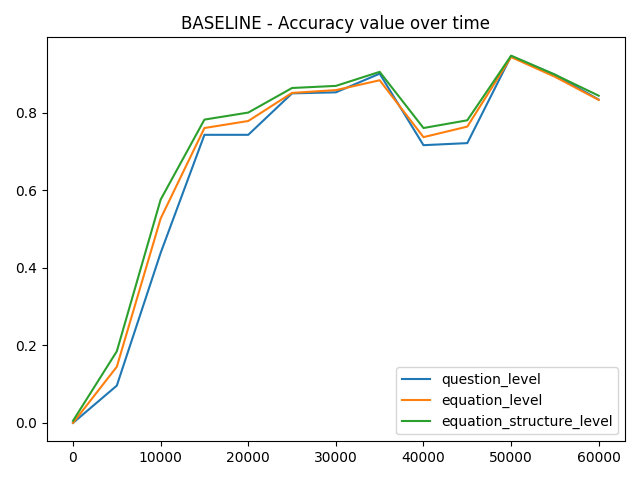 BASELINE - Accuracy value over time
0.8
0.6
0.4
0.2
0.0
question_level
equation_level
equation_structure_level
0 10000 20000 30000 40000 50000 60000